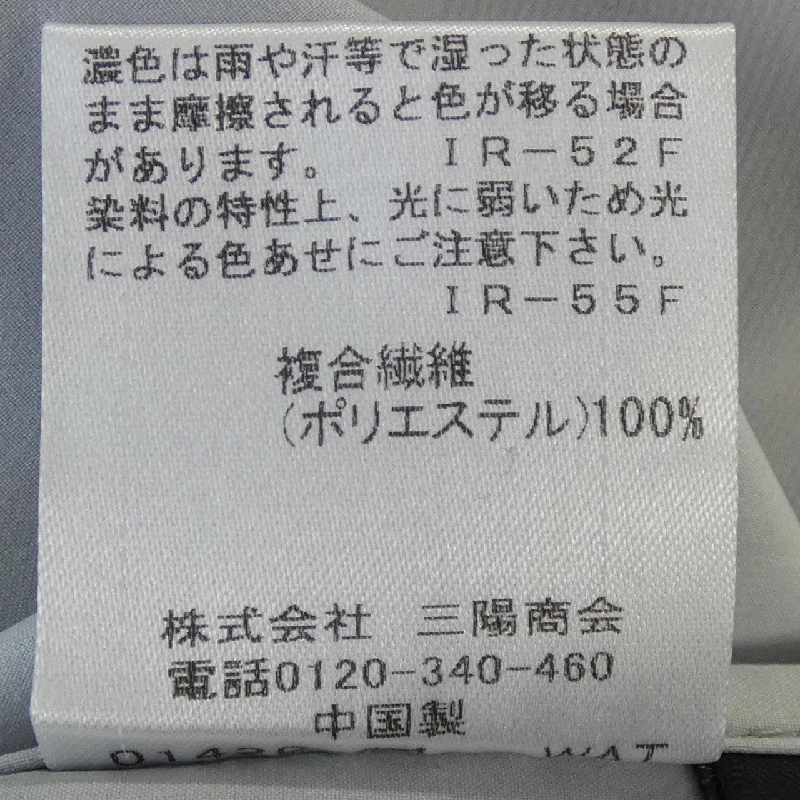 濃色は雨や汗等で湿った状態の
まま摩擦されると色が移る場合
があります。 ＩＲ－５２Ｆ
染料の特性上、光に弱いため光
による色あせにご注意下さい。
ＩＲ－５５Ｆ
複合繊維
(ポリエステル)100%
株式会社 三陽商会
電話0120-340-460
中国製
WAT